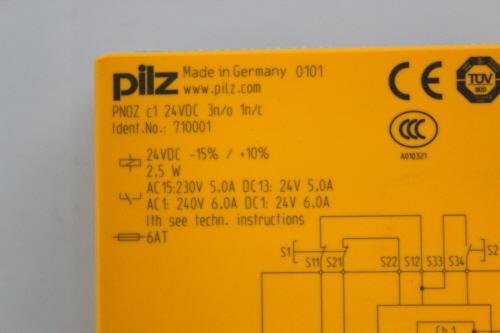 pilz Made in Germany 0101
www.pilz.com
PNOZ c1 24VDC 3n/o 1n/c
Ident.No.: 710001
CE
TÜV
SÜD
CCC
A010321
24VDC -15% / +10%
2.5 W
AC15:230V 5.0A DC13: 24V 5.0A
AC1: 240V 6.0A DC1: 24V 6.0A
Ith see techn. instructions
6AT
S1 S2
S11 S21 S22 S12 S33 S34
Ch.1